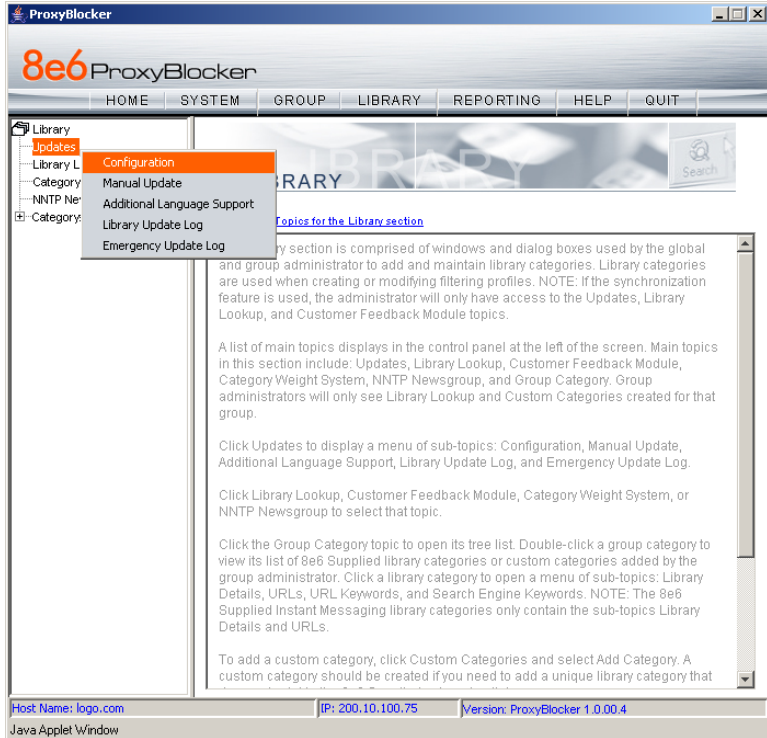 ProxyBlocker
8e6 ProxyBlocker
HOME SYSTEM GROUP LIBRARY REPORTING HELP QUIT
Library
Updates
Library L
Category
NNTP Ne
Category
Configuration
Manual Update
Additional Language Support
Library Update Log
Emergency Update Log
LIBRARY
BRARY
Search
Topics for the Library section
ry section is comprised of windows and dialog boxes used by the global
and group administrator to add and maintain library categories. Library categories
are used when creating or modifying filtering profiles. NOTE: If the synchronization
feature is used, the administrator will only have access to the Updates, Library
Lookup, and Customer Feedback Module topics.
A list of main topics displays in the control panel at the left of the screen. Main topics
in this section include: Updates, Library Lookup, Customer Feedback Module,
Category Weight System, NNTP Newsgroup, and Group Category. Group
administrators will only see Library Lookup and Custom Categories created for that
group.
Click Updates to display a menu of sub-topics: Configuration, Manual Update,
Additional Language Support, Library Update Log, and Emergency Update Log.
Click Library Lookup, Customer Feedback Module, Category Weight System, or
NNTP Newsgroup to select that topic.
Click the Group Category topic to open its tree list. Double-click a group category to
view its list of 8e6 Supplied library categories or custom categories added by the
group administrator. Click a library category to open a menu of sub-topics: Library
Details, URLs, URL Keywords, and Search Engine Keywords. NOTE: The 8e6
Supplied Instant Messaging library categories only contain the sub-topics Library
Details and URLs.
To add a custom category, click Custom Categories and select Add Category. A
custom category should be created if you need to add a unique library category that
Host Name: logo.com IP: 200.10.100.75 Version: ProxyBlocker 1.0.00.4
Java Applet Window